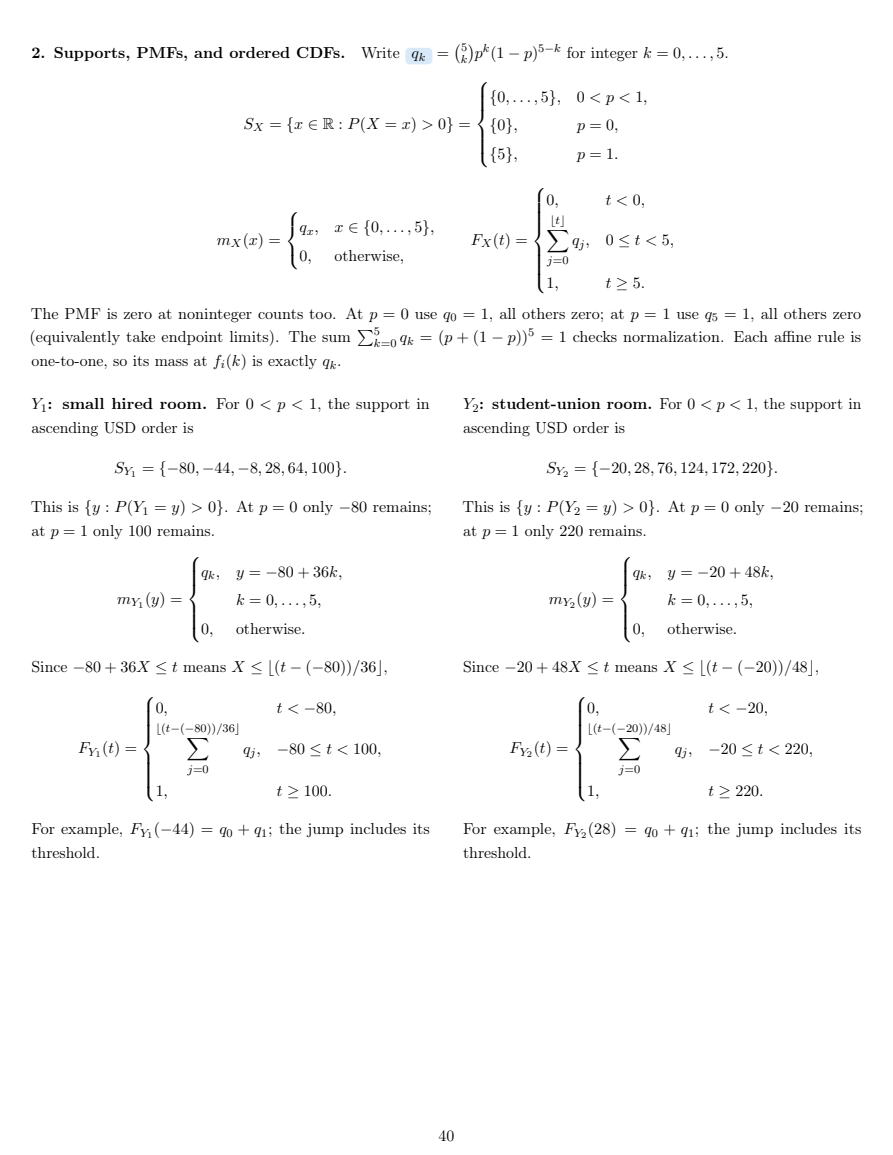 2. Supports, PMFs, and ordered CDFs. Write q_k = \binom{5}{k} p^k (1 − p)^{5−k} for integer k = 0, . . . , 5.
S_X = {x ∈ ℝ : P(X = x) > 0} = { {0, . . . , 5}, 0 < p < 1,
{0}, p = 0,
{5}, p = 1.
m_X(x) = { q_x, x ∈ {0, . . . , 5},
0, otherwise,
F_X(t) = { 0, t < 0,
\sum_{j=0}^{⌊t⌋} q_j, 0 ≤ t < 5,
1, t ≥ 5.
The PMF is zero at noninteger counts too. At p = 0 use q_0 = 1, all others zero; at p = 1 use q_5 = 1, all others zero
(equivalently take endpoint limits). The sum \sum_{k=0}^{5} q_k = (p + (1 − p))^5 = 1 checks normalization. Each affine rule is
one-to-one, so its mass at f_i(k) is exactly q_k.
Y_1: small hired room. For 0 < p < 1, the support in
ascending USD order is
S_{Y_1} = {−80, −44, −8, 28, 64, 100}.
This is {y : P(Y_1 = y) > 0}. At p = 0 only −80 remains;
at p = 1 only 100 remains.
m_{Y_1}(y) = { q_k, y = −80 + 36k,
k = 0, . . . , 5,
0, otherwise.
Since −80 + 36X ≤ t means X ≤ ⌊(t − (−80))/36⌋,
F_{Y_1}(t) = { 0, t < −80,
\sum_{j=0}^{⌊(t−(−80))/36⌋} q_j, −80 ≤ t < 100,
1, t ≥ 100.
For example, F_{Y_1}(−44) = q_0 + q_1; the jump includes its
threshold.
Y_2: student-union room. For 0 < p < 1, the support in
ascending USD order is
S_{Y_2} = {−20, 28, 76, 124, 172, 220}.
This is {y : P(Y_2 = y) > 0}. At p = 0 only −20 remains;
at p = 1 only 220 remains.
m_{Y_2}(y) = { q_k, y = −20 + 48k,
k = 0, . . . , 5,
0, otherwise.
Since −20 + 48X ≤ t means X ≤ ⌊(t − (−20))/48⌋,
F_{Y_2}(t) = { 0, t < −20,
\sum_{j=0}^{⌊(t−(−20))/48⌋} q_j, −20 ≤ t < 220,
1, t ≥ 220.
For example, F_{Y_2}(28) = q_0 + q_1; the jump includes its
threshold.
40